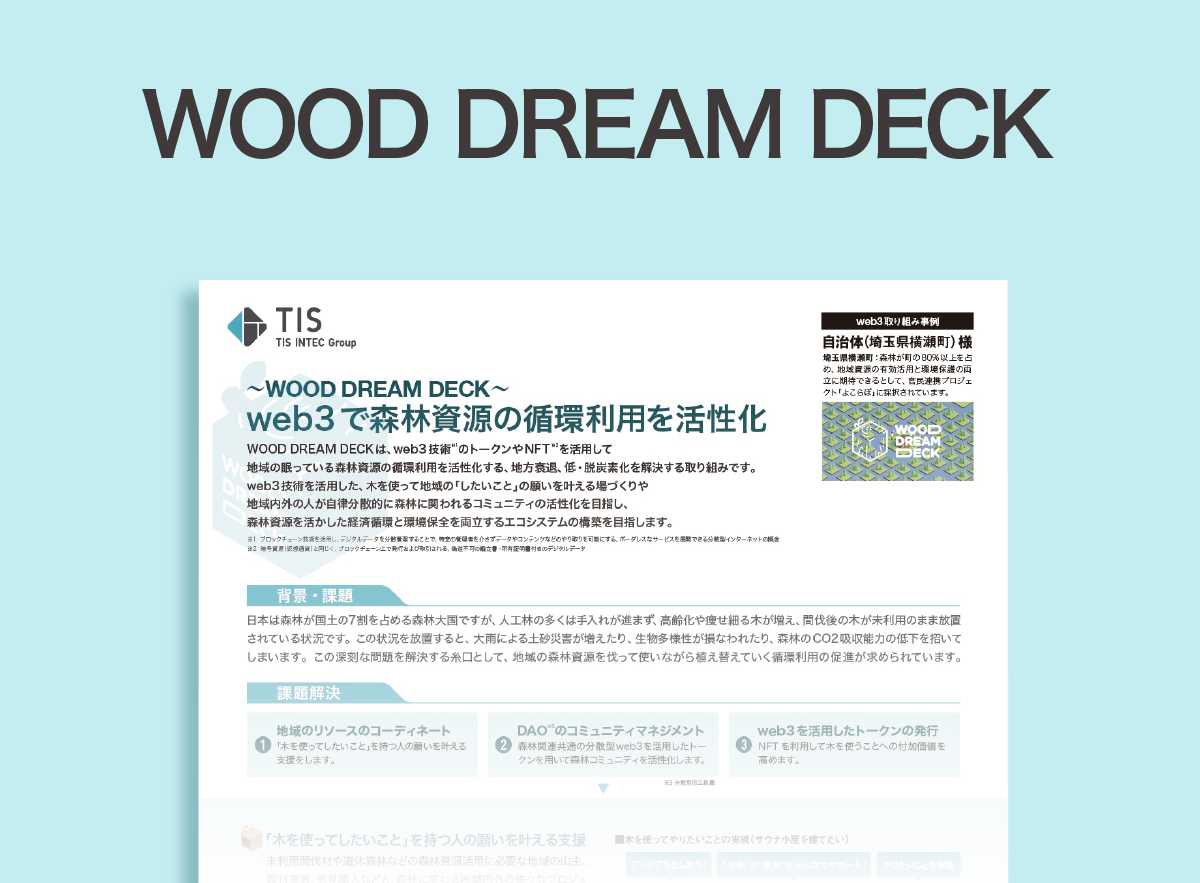 WOOD DREAM DECK
TIS
TIS INTEC Group
web3取り組み事例
自治体(埼玉県横瀬町)様
埼玉県横瀬町：森林が町の80%以上を占
め、地域資源の有効活用と環境保護の両
立に期待できるとして、官民連携プロジェ
クト「よこらぼ」に採択されています。
WOOD
DREAM
DECK
〜WOOD DREAM DECK〜
web3で森林資源の循環利用を活性化
WOOD DREAM DECKは、web3技術※1のトークンやNFT※2を活用して
地域の眠っている森林資源の循環利用を活性化する、地方衰退、低・脱炭素化を解決する取り組みです。
web3技術を活用した、木を使って地域の「したいこと」の願いを叶える場づくりや
地域内外の人が自律分散的に森林に関われるコミュニティの活性化を目指し、
森林資源を活かした経済循環と環境保全を両立するエコシステムの構築を目指します。
※1 ブロックチェーン技術を活用し、デジタルデータを分散管理することで、特定の管理者を介さずデータやコンテンツなどのやり取りを可能にする、ボーダレスなサービスを展開できる分散型インターネットの概念
※2 暗号資産（仮想通貨）と同じく、ブロックチェーン上で発行および取引される、偽造不可の鑑定書・所有証明書付きのデジタルデータ
背景・課題
日本は森林が国土の7割を占める森林大国ですが、人工林の多くは手入れが進まず、高齢化や痩せ細る木が増え、間伐後の木が未利用のまま放置
されている状況です。この状況を放置すると、大雨による土砂災害が増えたり、生物多様性が損なわれたり、森林のCO2吸収能力の低下を招いて
しまいます。この深刻な問題を解決する糸口として、地域の森林資源を伐って使いながら植え替えていく循環利用の促進が求められています。
課題解決
1 地域のリソースのコーディネート
「木を使ってしたいこと」を持つ人の願いを叶える
支援をします。
2 DAO※3のコミュニティマネジメント
森林関連共通の分散型web3を活用したトー
クンを用いて森林コミュニティを活性化します。
3 web3を活用したトークンの発行
NFTを利用して木を使うことへの付加価値を
高めます。
※3 分散型自立組織
「木を使ってしたいこと」を持つ人の願いを叶える支援
未利用間伐材や遊休森林などの森林資源活用に必要な地域の山主、
■木を使ってやりたいことの実現(サウナ小屋を建てたい)
アイデアを出し合う!
やりたいことを実現